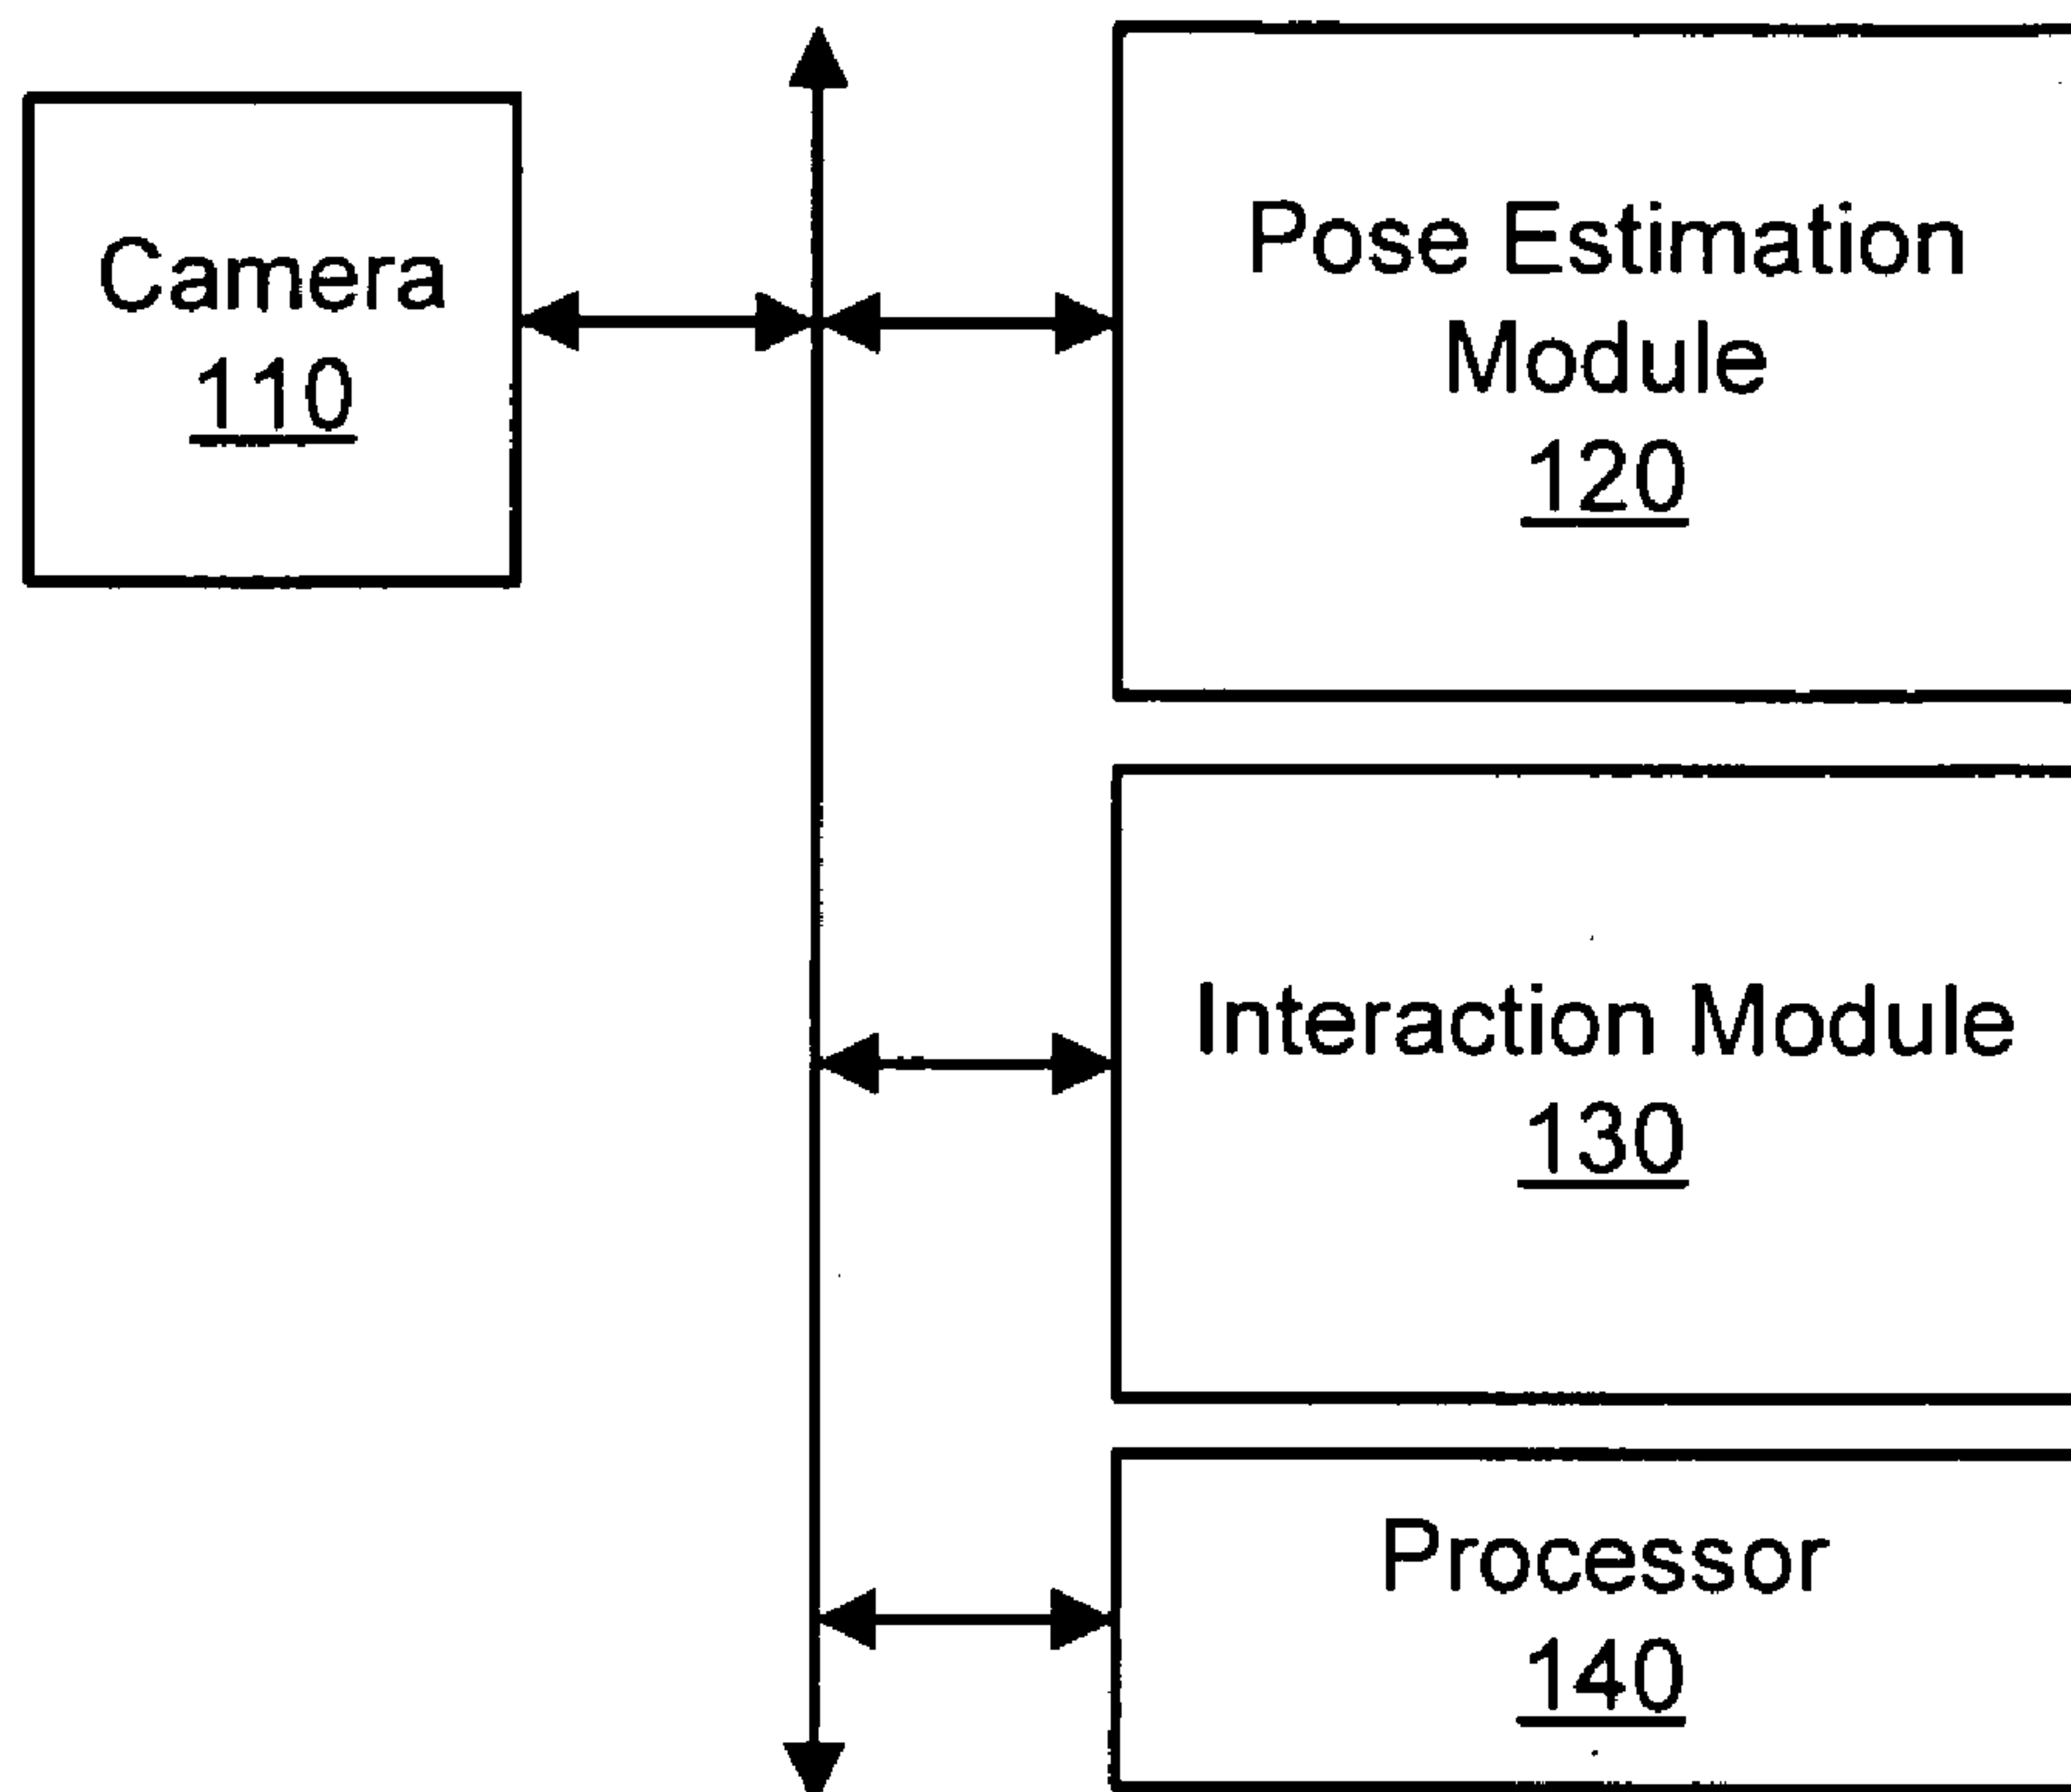 Camera
110
Pose Estimation
Module
120
Interaction Module
130
Processor
140